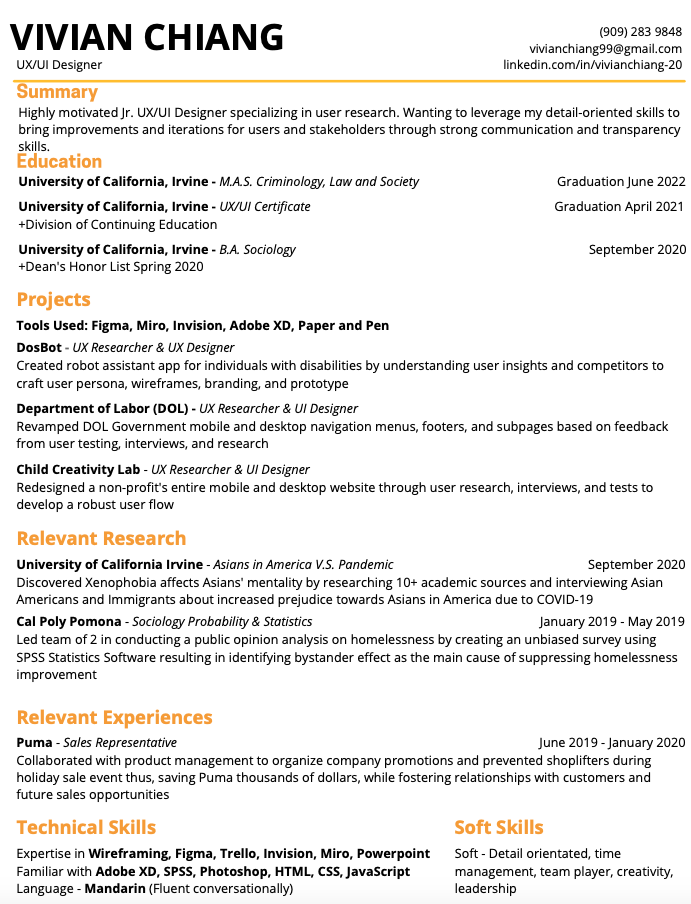 VIVIAN CHIANG
UX/UI Designer
(909) 283 9848
vivianchiang99@gmail.com
linkedin.com/in/vivianchiang-20
Summary
Highly motivated Jr. UX/UI Designer specializing in user research. Wanting to leverage my detail-oriented skills to
bring improvements and iterations for users and stakeholders through strong communication and transparency
skills.
Education
University of California, Irvine - M.A.S. Criminology, Law and Society Graduation June 2022
University of California, Irvine - UX/UI Certificate Graduation April 2021
+Division of Continuing Education
University of California, Irvine - B.A. Sociology September 2020
+Dean's Honor List Spring 2020
Projects
Tools Used: Figma, Miro, Invision, Adobe XD, Paper and Pen
DosBot - UX Researcher & UX Designer
Created robot assistant app for individuals with disabilities by understanding user insights and competitors to
craft user persona, wireframes, branding, and prototype
Department of Labor (DOL) - UX Researcher & UI Designer
Revamped DOL Government mobile and desktop navigation menus, footers, and subpages based on feedback
from user testing, interviews, and research
Child Creativity Lab - UX Researcher & UI Designer
Redesigned a non-profit's entire mobile and desktop website through user research, interviews, and tests to
develop a robust user flow
Relevant Research
University of California Irvine - Asians in America V.S. Pandemic September 2020
Discovered Xenophobia affects Asians' mentality by researching 10+ academic sources and interviewing Asian
Americans and Immigrants about increased prejudice towards Asians in America due to COVID-19
Cal Poly Pomona - Sociology Probability & Statistics January 2019 - May 2019
Led team of 2 in conducting a public opinion analysis on homelessness by creating an unbiased survey using
SPSS Statistics Software resulting in identifying bystander effect as the main cause of suppressing homelessness
improvement
Relevant Experiences
Puma - Sales Representative June 2019 - January 2020
Collaborated with product management to organize company promotions and prevented shoplifters during
holiday sale event thus, saving Puma thousands of dollars, while fostering relationships with customers and
future sales opportunities
Technical Skills
Expertise in Wireframing, Figma, Trello, Invision, Miro, Powerpoint
Familiar with Adobe XD, SPSS, Photoshop, HTML, CSS, JavaScript
Language - Mandarin (Fluent conversationally)
Soft Skills
Soft - Detail orientated, time
management, team player, creativity,
leadership